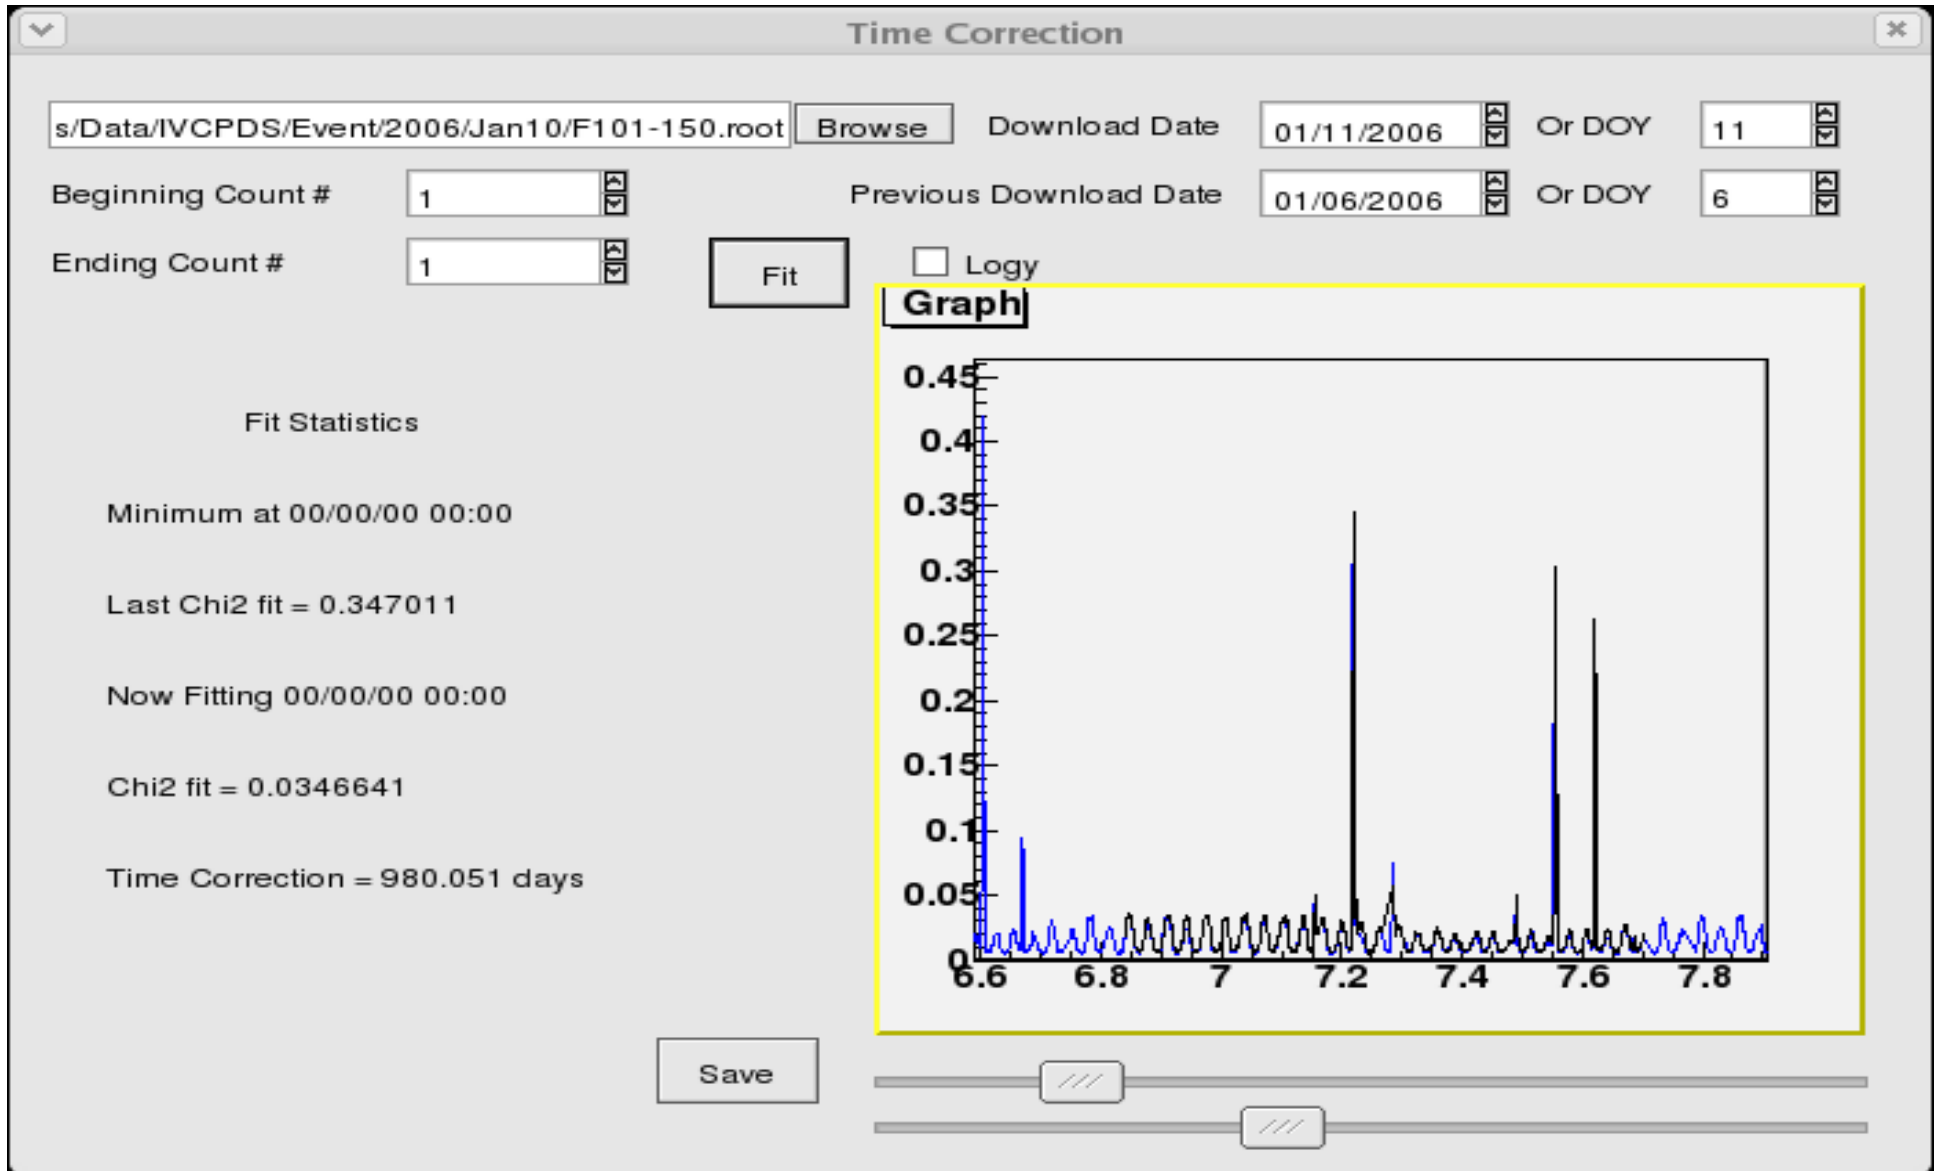 Time Correction
s/Data/IVCPDS/Event/2006/Jan10/F101-150.root Browse Download Date 01/11/2006 Or DOY 11
Beginning Count # 1 Previous Download Date 01/06/2006 Or DOY 6
Ending Count # 1 Fit Logy
Graph
Fit Statistics
Minimum at 00/00/00 00:00
Last Chi2 fit = 0.347011
Now Fitting 00/00/00 00:00
Chi2 fit = 0.0346641
Time Correction = 980.051 days
0.45
0.4
0.35
0.3
0.25
0.2
0.15
0.1
0.05
0
6.6 6.8 7 7.2 7.4 7.6 7.8
Save